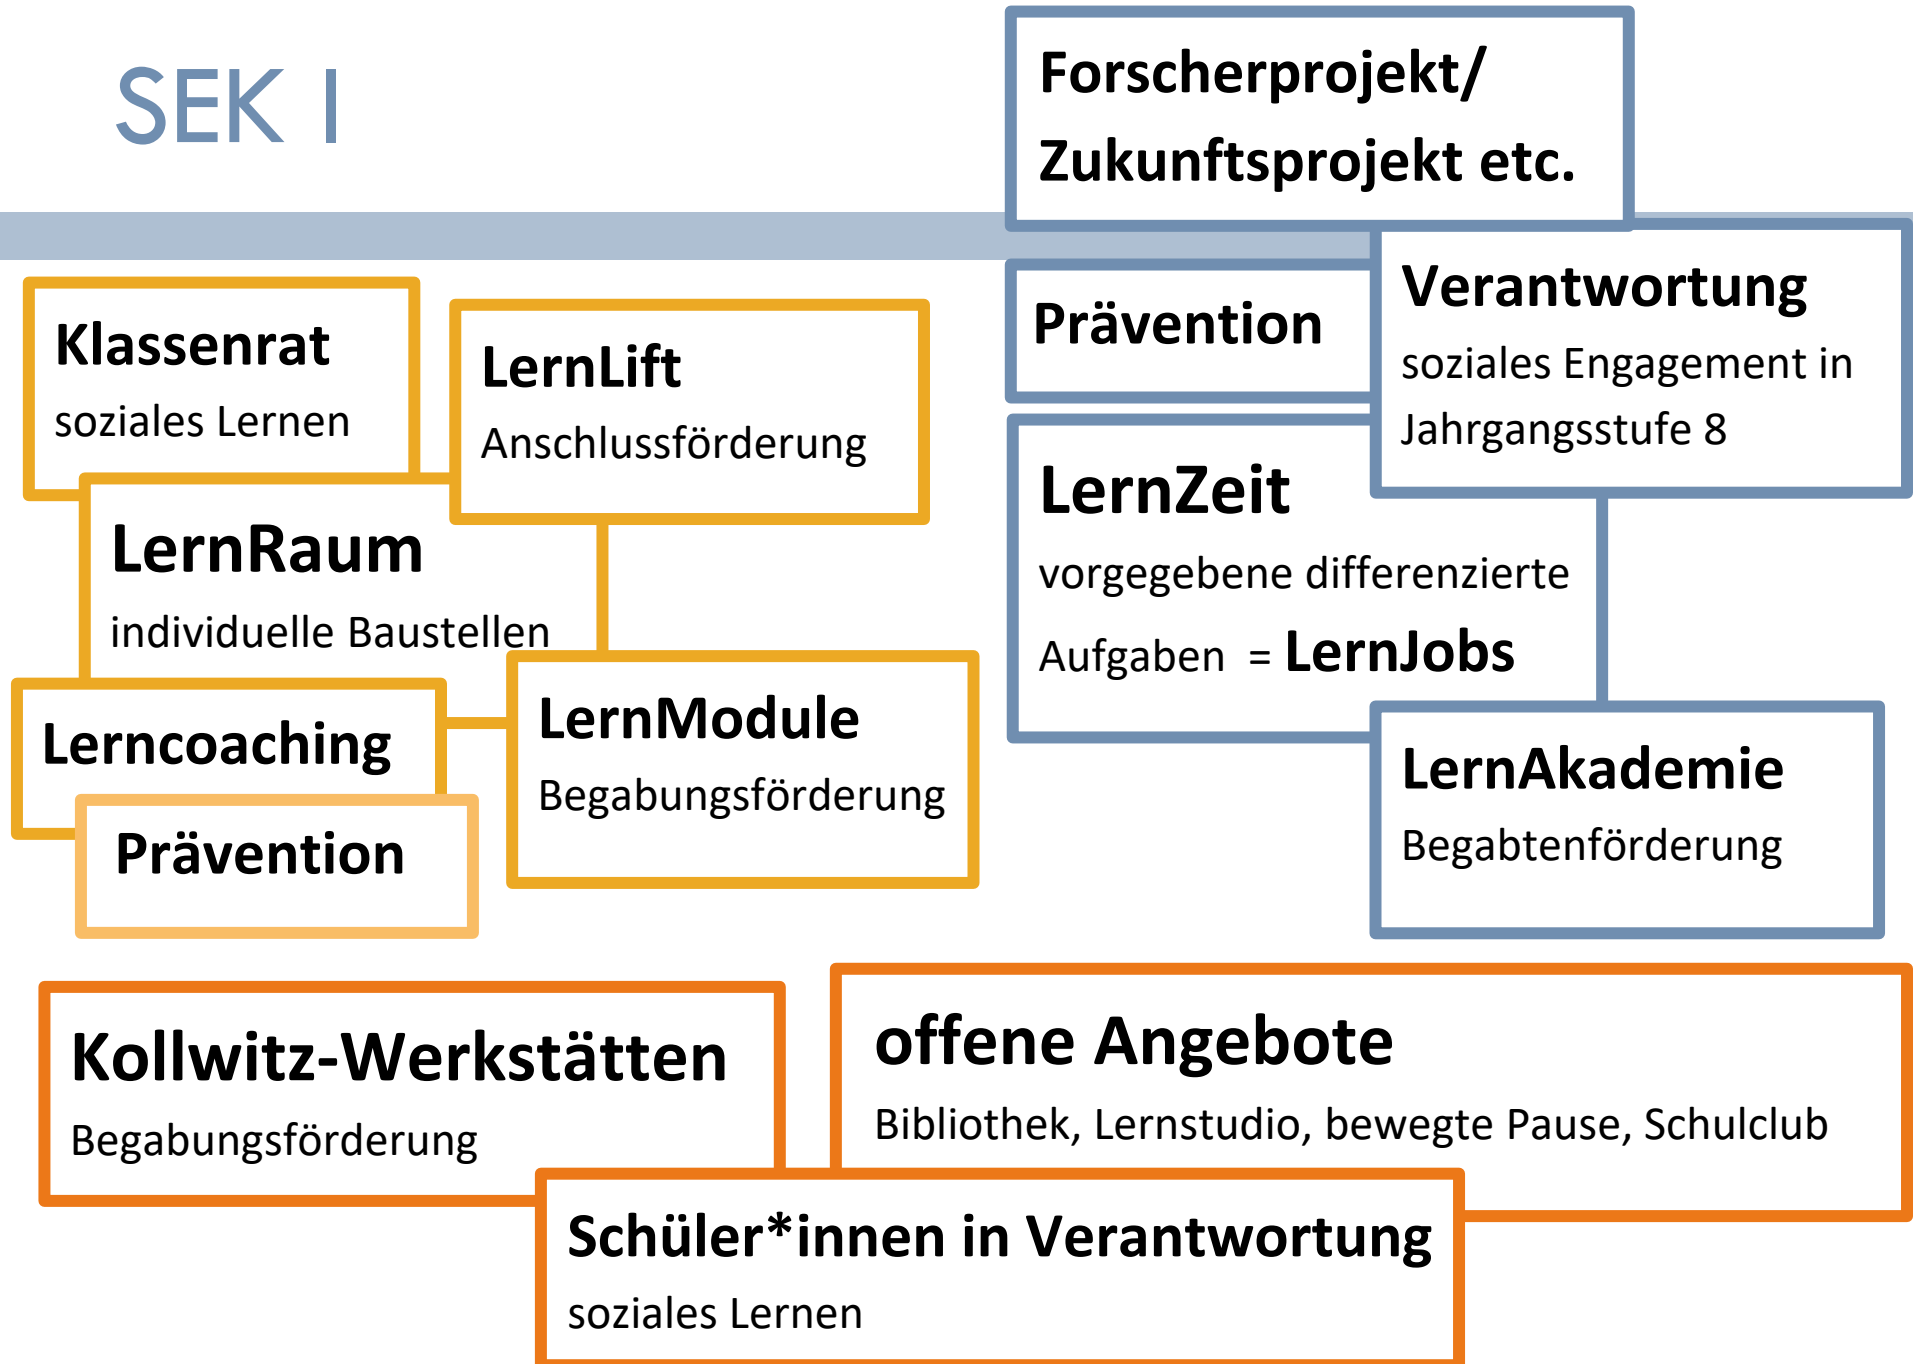 SEK I
Forscherprojekt/
Zukunftsprojekt etc.
Klassenrat
soziales Lernen
LernLift
Anschlussförderung
LernRaum
individuelle Baustellen
Lerncoaching
Prävention
LernModule
Begabungsförderung
Prävention
Verantwortung
soziales Engagement in
Jahrgangsstufe 8
LernZeit
vorgegebene differenzierte
Aufgaben = LernJobs
LernAkademie
Begabtenförderung
Kollwitz-Werkstätten
Begabungsförderung
offene Angebote
Bibliothek, Lernstudio, bewegte Pause, Schulclub
Schüler*innen in Verantwortung
soziales Lernen